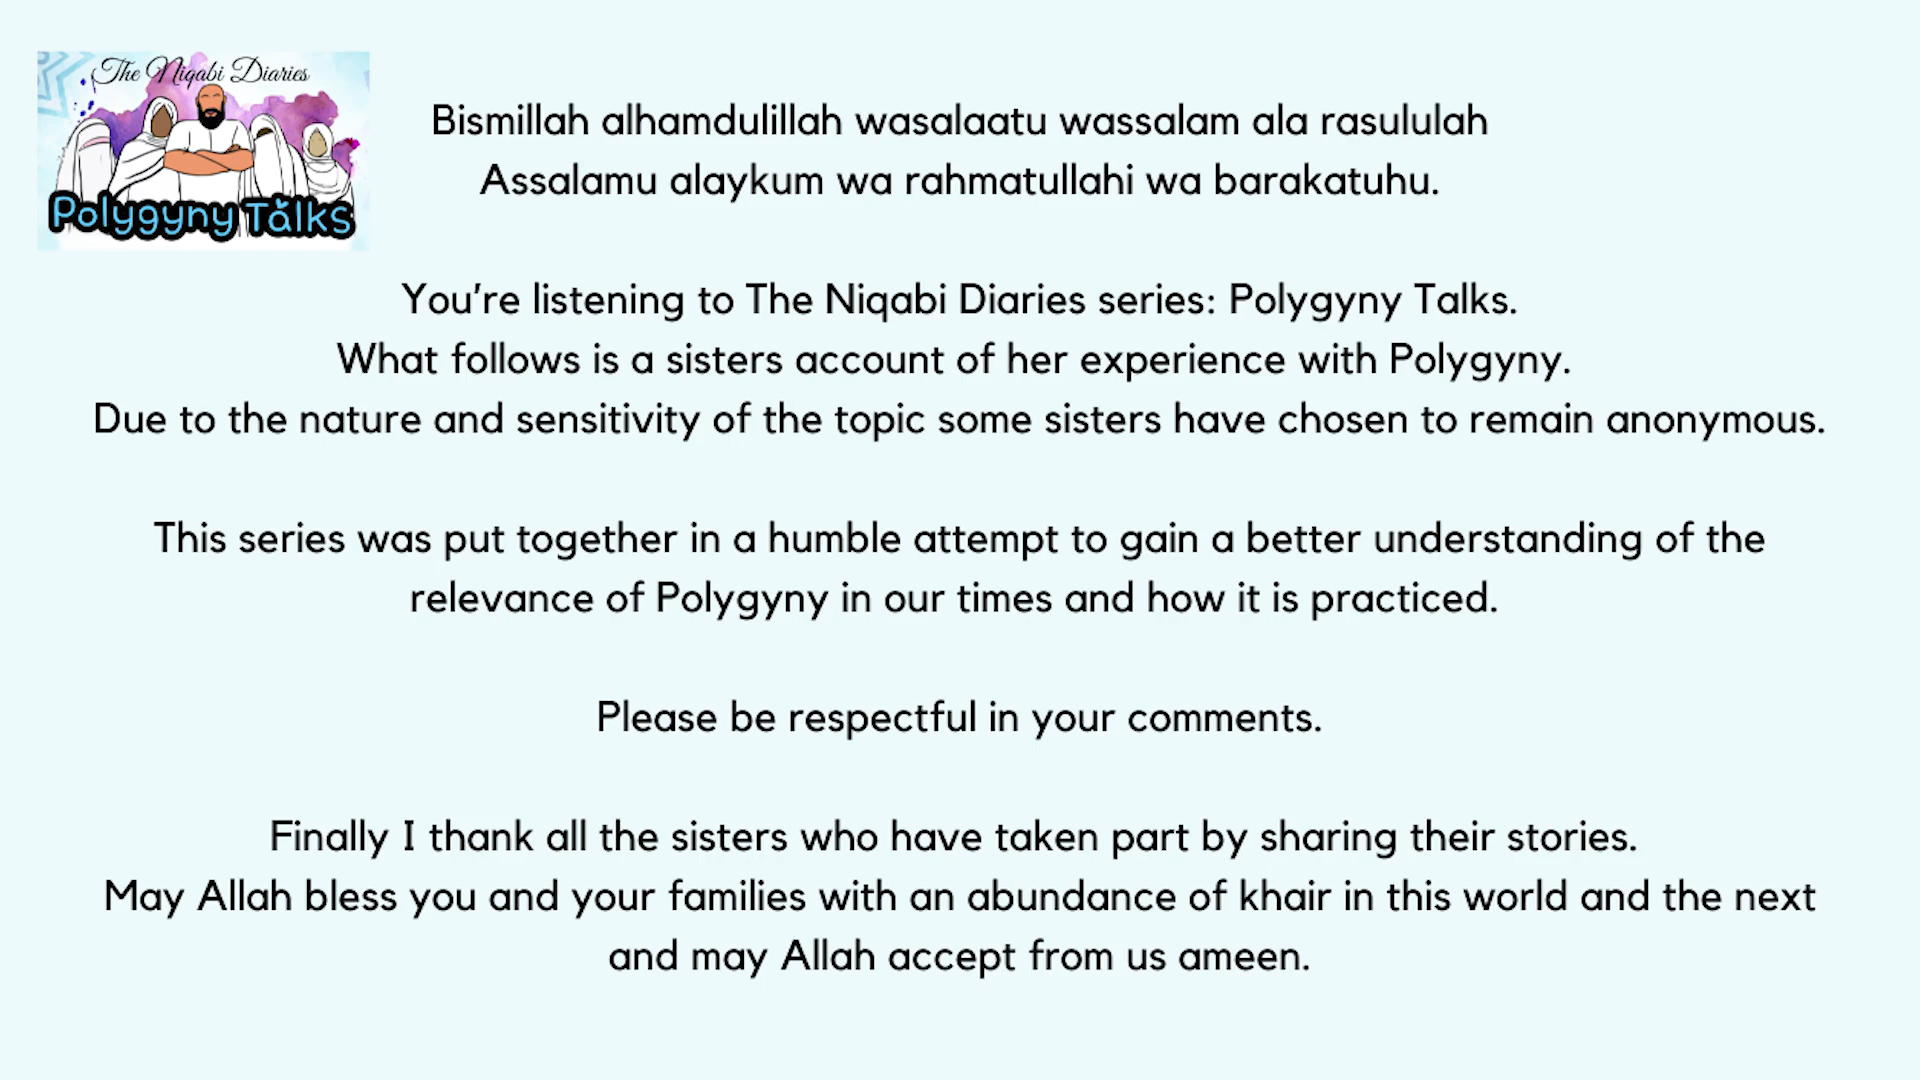 The Niqabi Diaries
Polygyny Talks
Bismillah alhamdulillah wasalaatu wassalam ala rasululah
Assalamu alaykum wa rahmatullahi wa barakatuhu.
You're listening to The Niqabi Diaries series: Polygyny Talks.
What follows is a sisters account of her experience with Polygyny.
Due to the nature and sensitivity of the topic some sisters have chosen to remain anonymous.
This series was put together in a humble attempt to gain a better understanding of the
relevance of Polygyny in our times and how it is practiced.
Please be respectful in your comments.
Finally I thank all the sisters who have taken part by sharing their stories.
May Allah bless you and your families with an abundance of khair in this world and the next
and may Allah accept from us ameen.